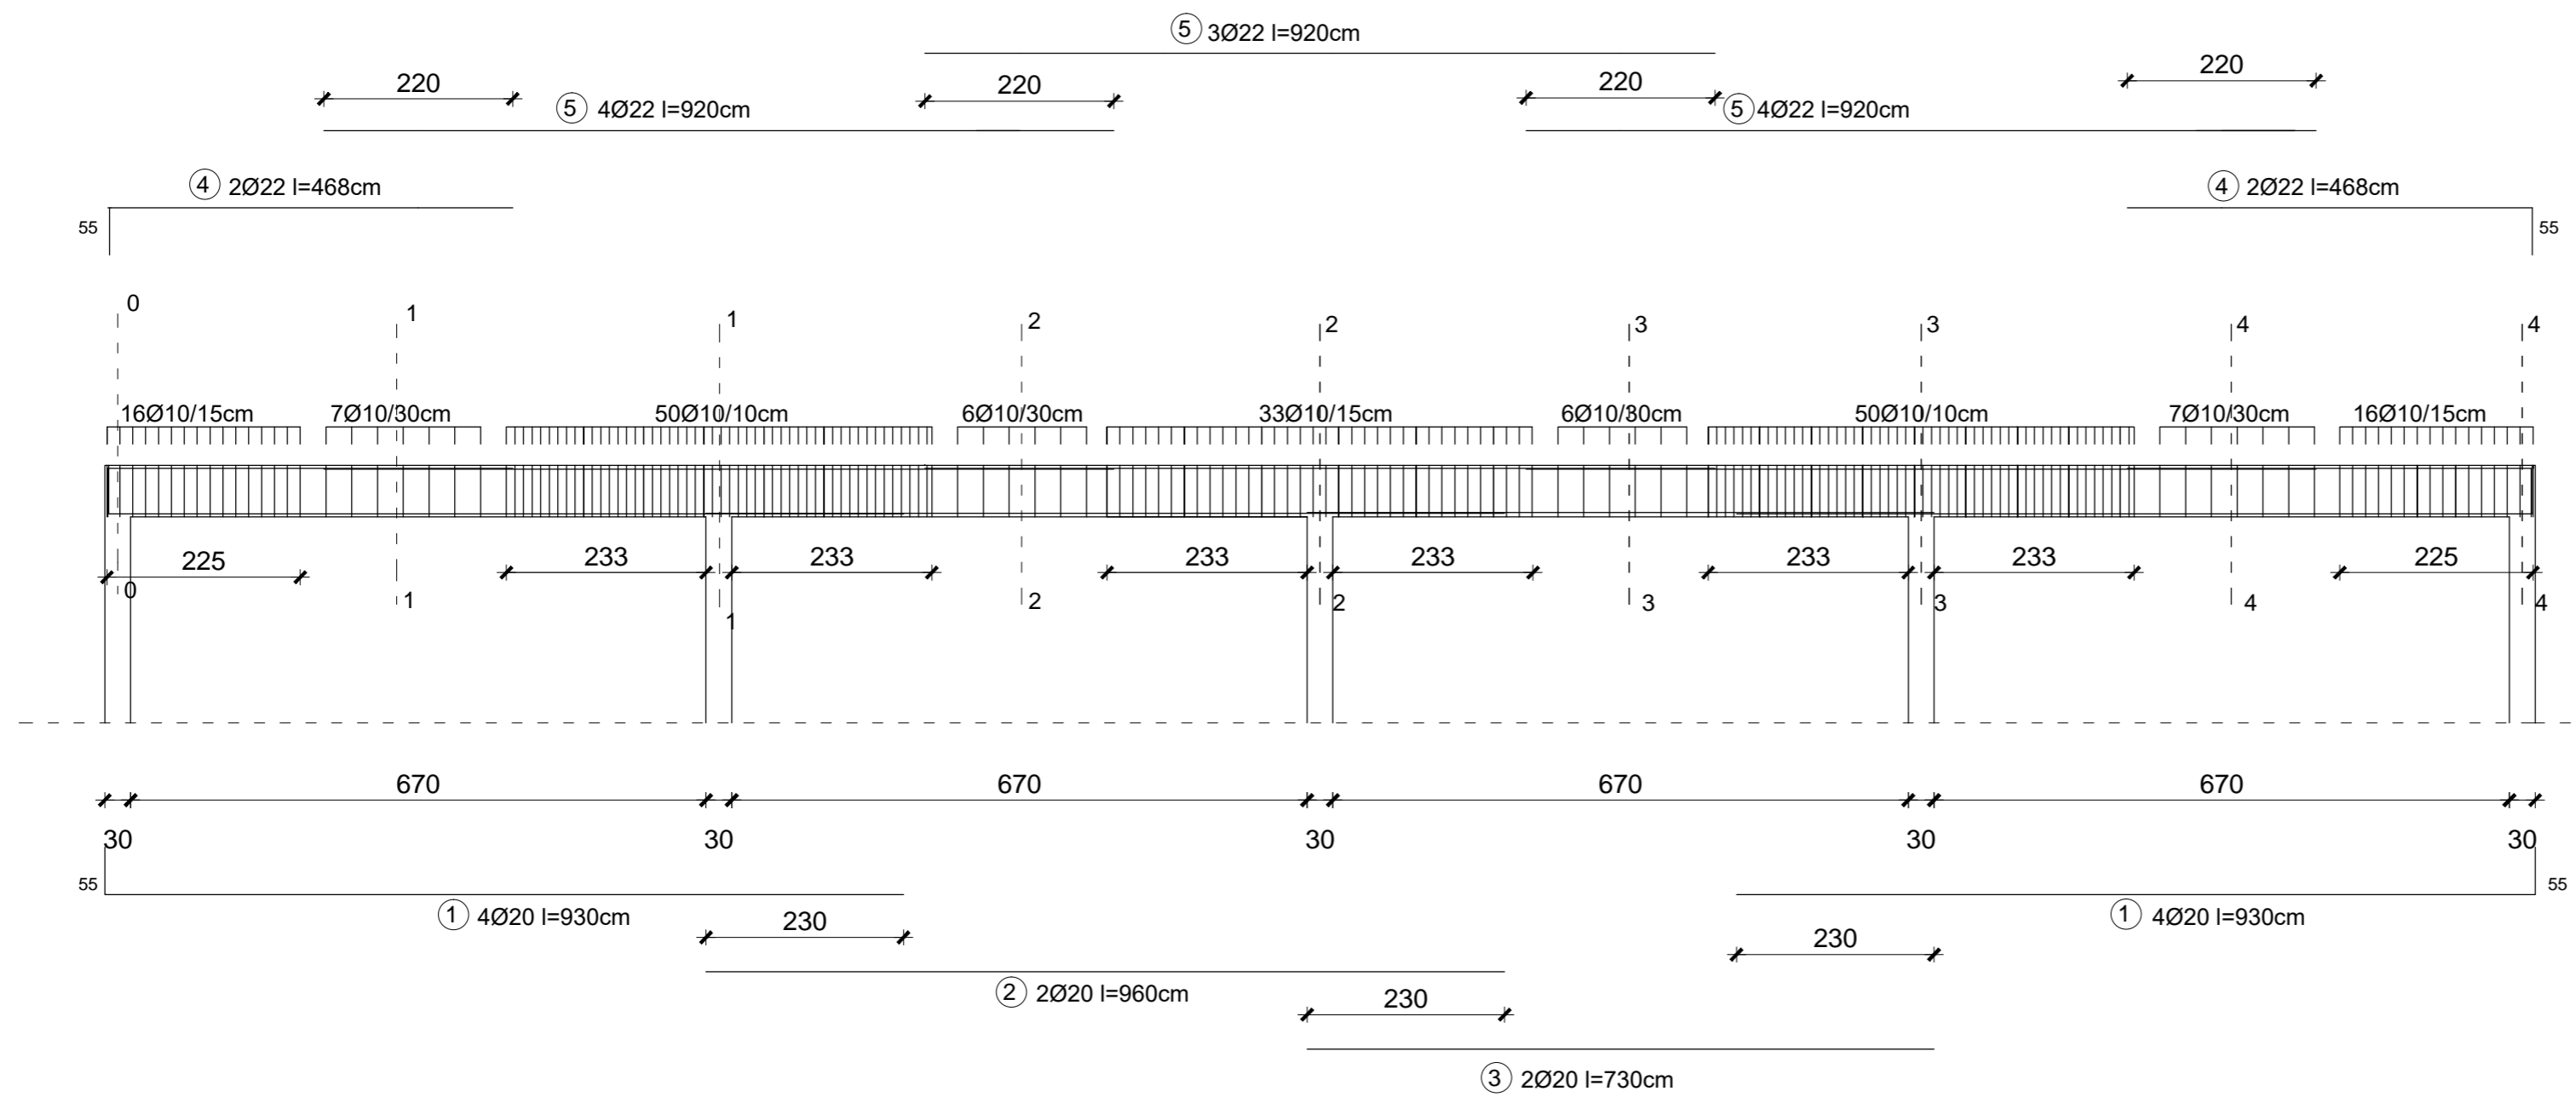 ⑤ 3Ø22 l=920cm
220 220 220 220
⑤ 4Ø22 l=920cm ⑤ 4Ø22 l=920cm
④ 2Ø22 l=468cm ④ 2Ø22 l=468cm
55 55
0 1 1 2 2 3 3 4 4
16Ø10/15cm 7Ø10/30cm 50Ø10/10cm 6Ø10/30cm 33Ø10/15cm 6Ø10/30cm 50Ø10/10cm 7Ø10/30cm 16Ø10/15cm
225 233 233 233 233 233 233 225
0 1 1 2 2 3 3 4 4
670 670 670 670
30 30 30 30 30
55 55
① 4Ø20 l=930cm ① 4Ø20 l=930cm
230 230
② 2Ø20 l=960cm
230
③ 2Ø20 l=730cm